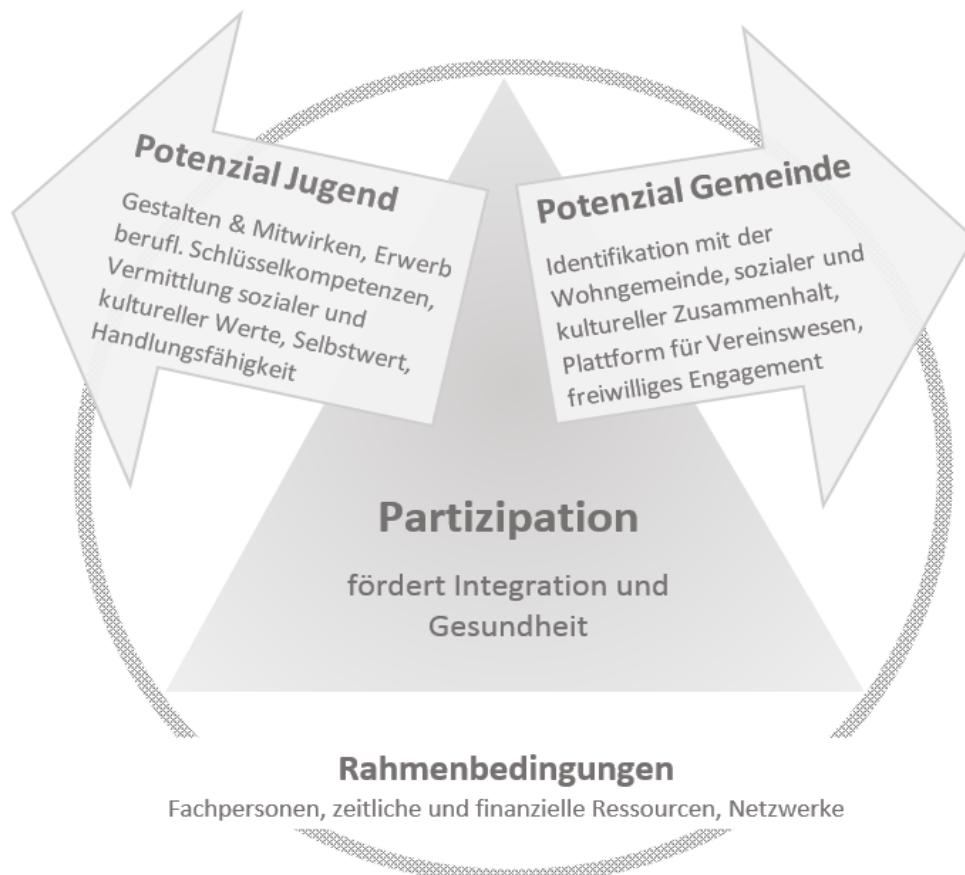 Potenzial Jugend
Gestalten & Mitwirken, Erwerb
berufl. Schlüsselkompetenzen,
Vermittlung sozialer und
kultureller Werte, Selbstwert,
Handlungsfähigkeit
Potenzial Gemeinde
Identifikation mit der
Wohngemeinde, sozialer und
kultureller Zusammenhalt,
Plattform für Vereinswesen,
freiwilliges Engagement
Partizipation
fördert Integration und
Gesundheit
Rahmenbedingungen
Fachpersonen, zeitliche und finanzielle Ressourcen, Netzwerke